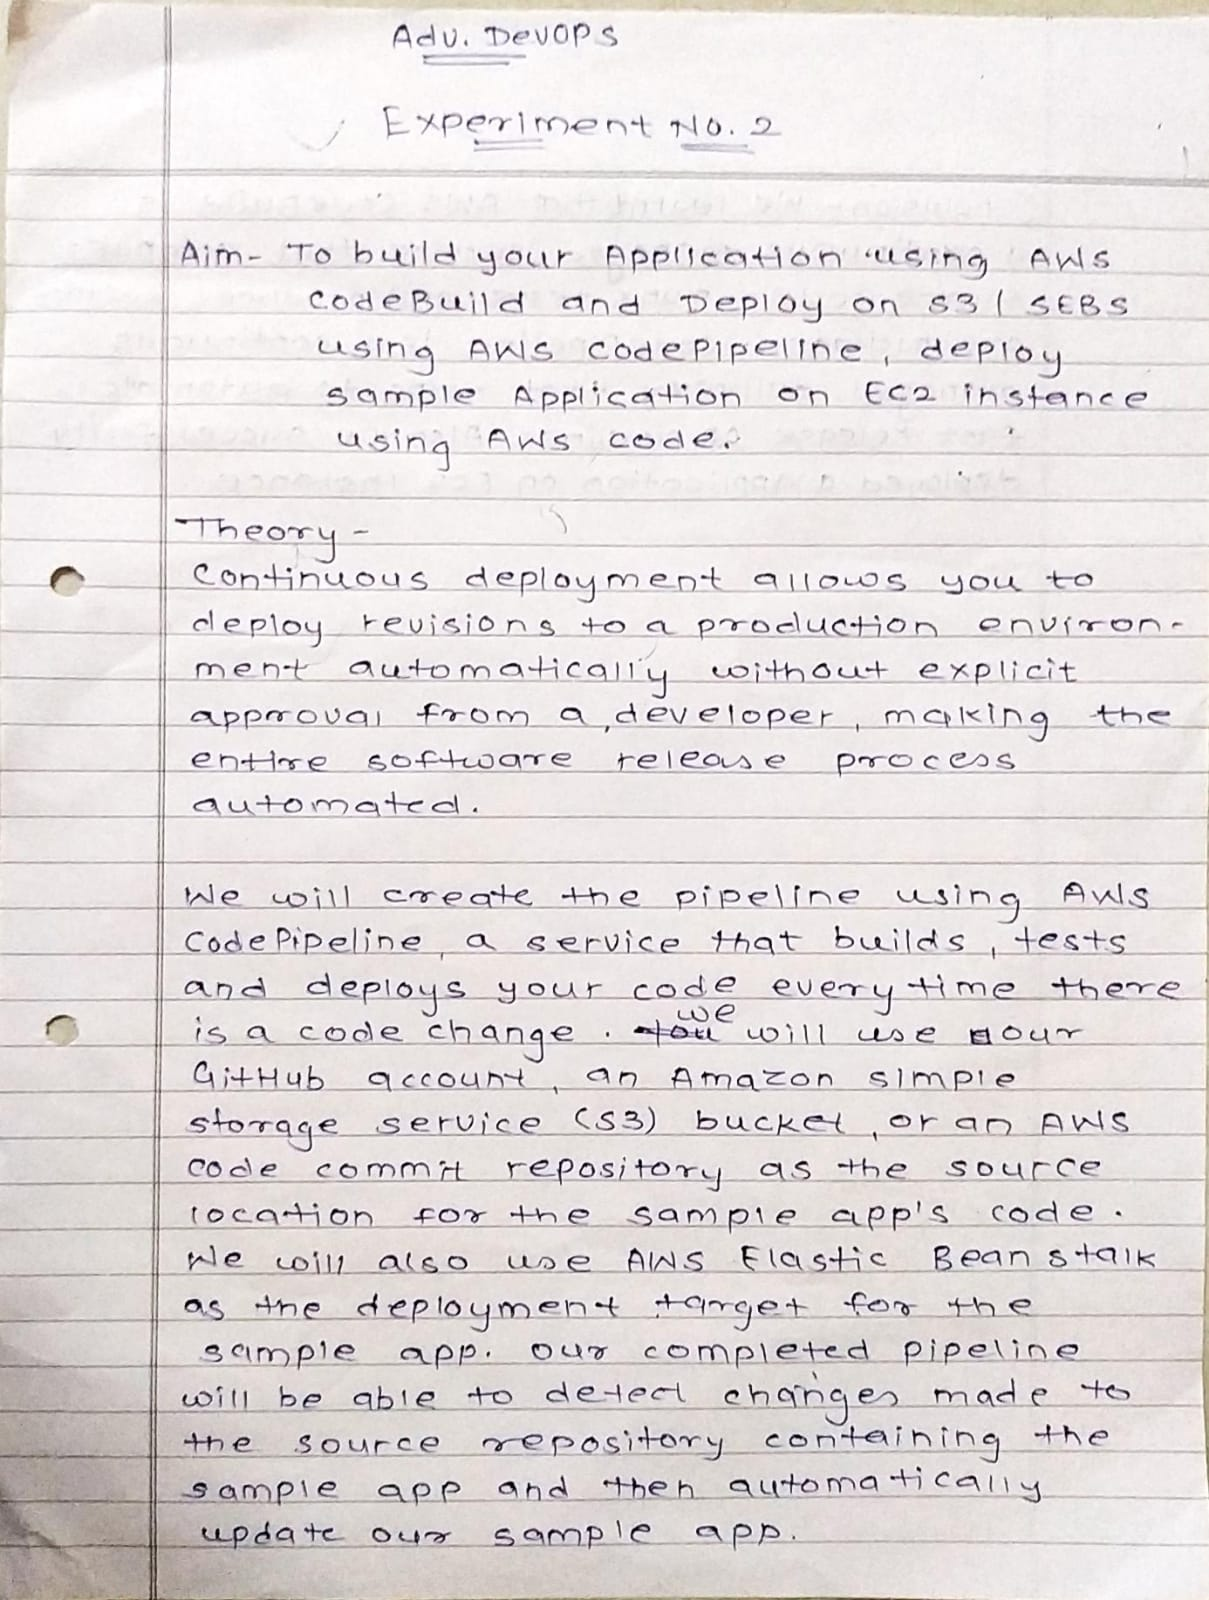 Adv. DevOps
Experiment No. 2
Aim- To build your Application using AWS
CodeBuild and Deploy on S3 / SEBS
using AWS CodePipeline, deploy
sample Application on EC2 instance
using AWS code.
Theory -
Continuous deployment allows you to
deploy revisions to a production environ-
ment automatically without explicit
approval from a developer, making the
entire software release process
automated.
We will create the pipeline using AWS
CodePipeline, a service that builds, tests
and deploys your code every time there
is a code change. we will use our
GitHub account, an Amazon simple
storage service (S3) bucket, or an AWS
code commit repository as the source
location for the sample app's code.
We will also use AWS Elastic Beanstalk
as the deployment target for the
sample app. our completed pipeline
will be able to detect changes made to
the source repository containing the
sample app and then automatically
update our sample app.